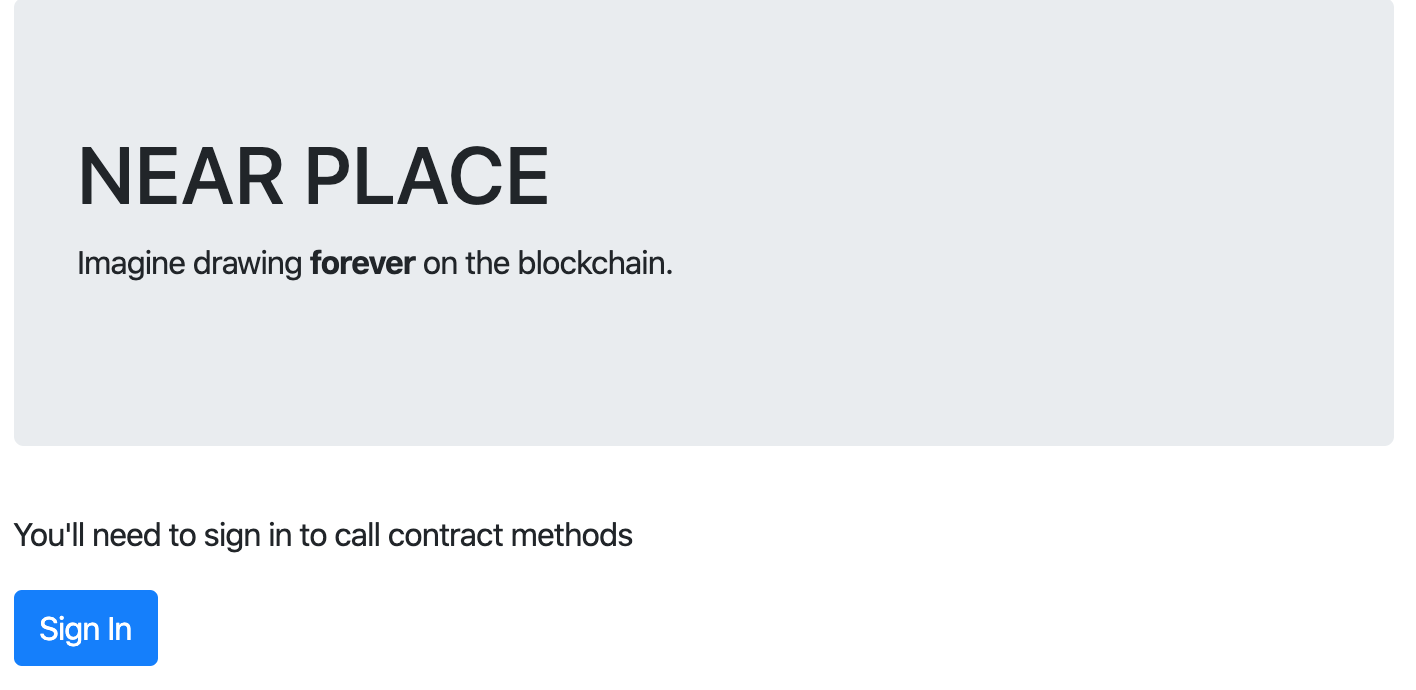 NEAR PLACE
Imagine drawing forever on the blockchain.
You'll need to sign in to call contract methods
Sign In